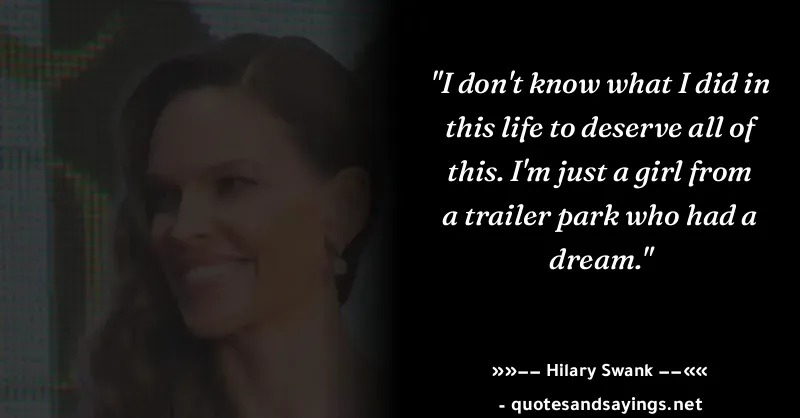 "I don't know what I did in
this life to deserve all of
this. I'm just a girl from
a trailer park who had a
dream."
»»−− Hilary Swank −−««
- quotesandsayings.net